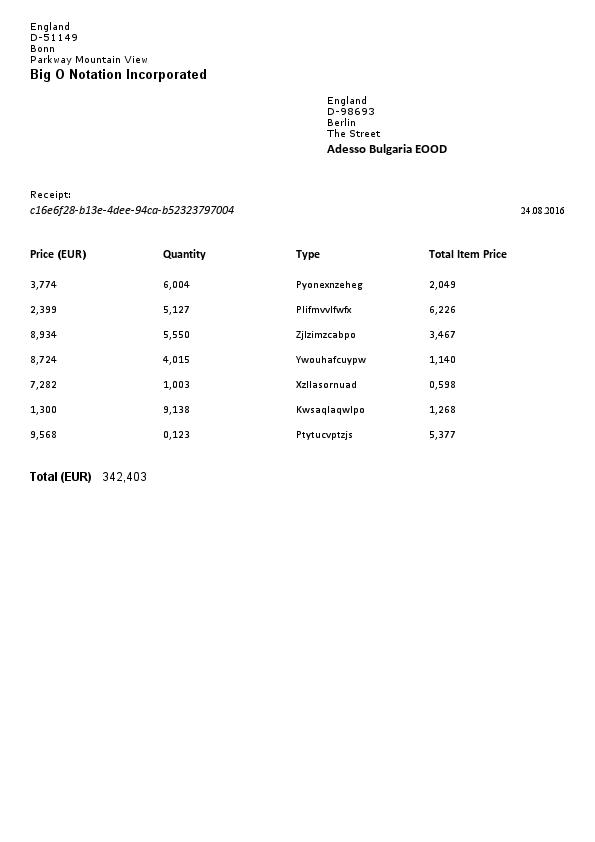 England
D-51149
Bonn
Parkway Mountain View
Big O Notation Incorporated
England
D-98693
Berlin
The Street
Adesso Bulgaria EOOD
Receipt:
c16e6f28-b13e-4dee-94ca-b52323797004 24.08.2016
Price (EUR) Quantity Type Total Item Price
3,774 6,004 Pyonexnzeheg 2,049
2,399 5,127 Plifmvvlfwfx 6,226
8,934 5,550 Zjlzimzcabpo 3,467
8,724 4,015 Ywouhafcuypw 1,140
7,282 1,003 Xzllasornuad 0,598
1,300 9,138 Kwsaqlaqwlpo 1,268
9,568 0,123 Ptytucvptzjs 5,377
Total (EUR) 342,403